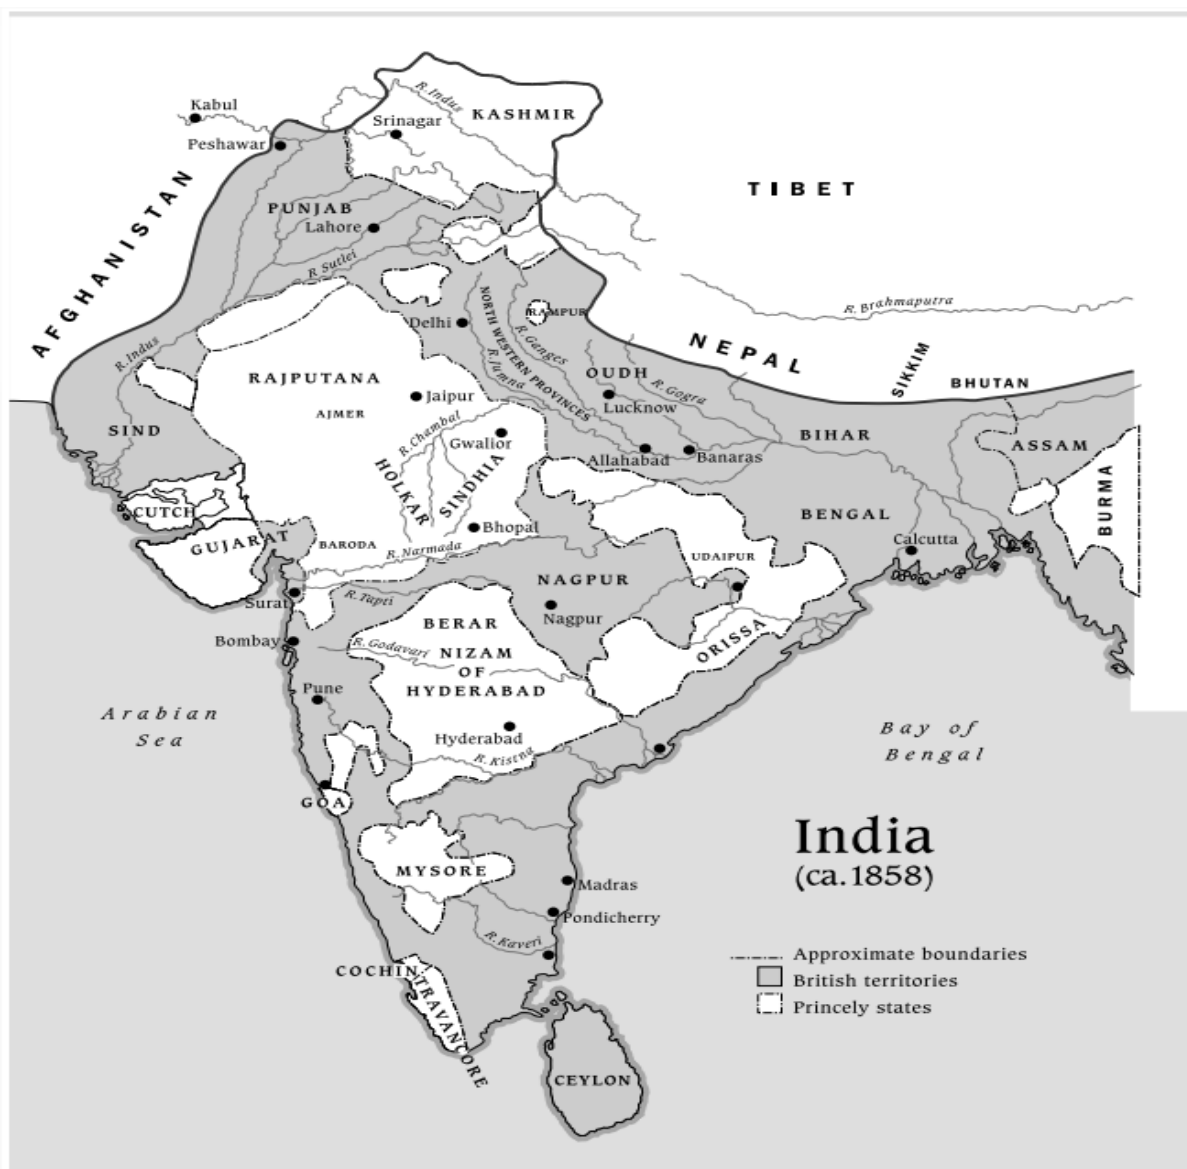 Kabul
R. Indus
KASHMIR
Srinagar
Peshawar
TIBET
AFGHANISTAN
PUNJAB
Lahore
R Sutlej
R. Brahmaputra
NORTH WESTERN PROVINCES
RAMPUR
Delhi
R. Ganges
R. Jumna
NEPAL
R. Indus
SIKKIM
OUDH
RAJPUTANA
R. Gogra
BHUTAN
Jaipur
Lucknow
AJMER
SIND
R. Chambal
Gwalior
BIHAR
ASSAM
Allahabad
Banaras
HOLKAR
SINDHIA
BURMA
CUTCH
BENGAL
Bhopal
GUJARAT
Calcutta
BARODA
R. Narmada
UDAIPUR
NAGPUR
Surat
R. Tapti
Nagpur
BERAR
Bombay
R. Godavari
NIZAM
OF
HYDERABAD
ORISSA
Pune
Arabian
Sea
Hyderabad
R. Kistna
Bay of
Bengal
GOA
India
(ca. 1858)
MYSORE
Madras
Pondicherry
R. Kaveri
COCHIN
TRAVANCORE
Approximate boundaries
British territories
Princely states
CEYLON